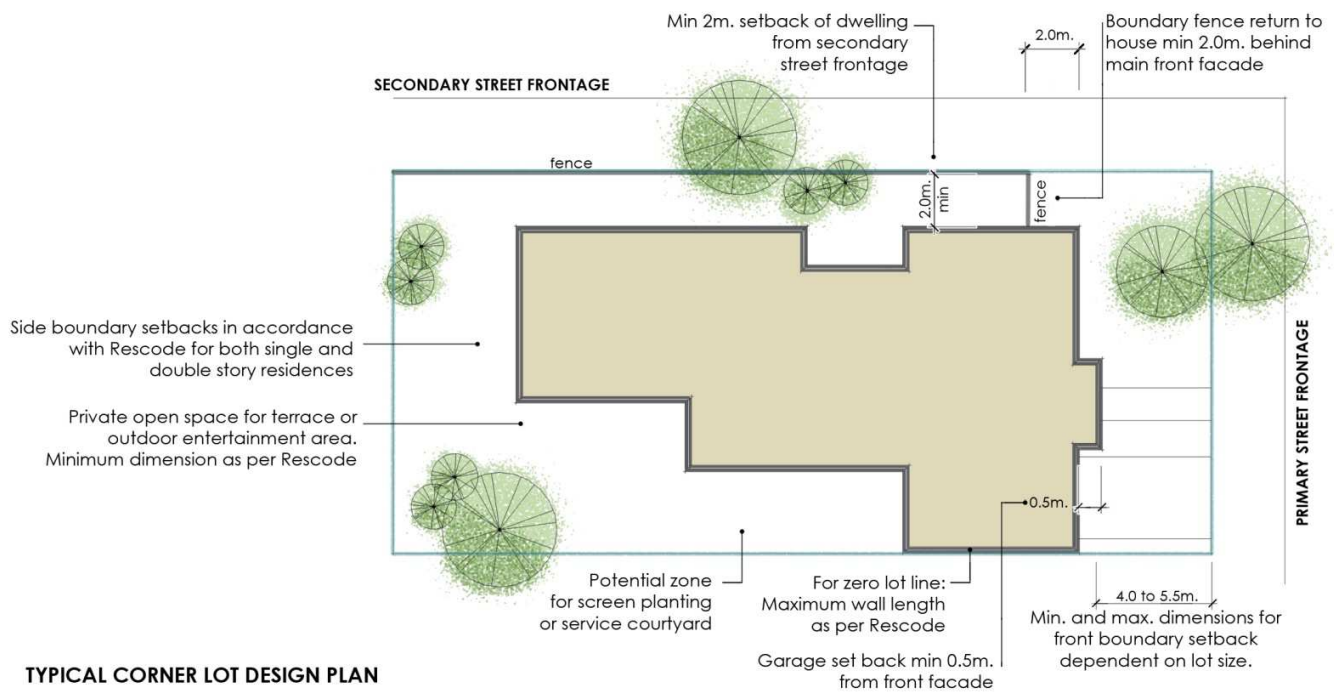 Min 2m. setback of dwelling
from secondary
street frontage
2.0m.
Boundary fence return to
house min 2.0m. behind
main front facade
SECONDARY STREET FRONTAGE
fence
2.0m.
min
fence
Side boundary setbacks in accordance
with Rescode for both single and
double story residences
Private open space for terrace or
outdoor entertainment area.
Minimum dimension as per Rescode
PRIMARY STREET FRONTAGE
0.5m.
Potential zone
for screen planting
or service courtyard
For zero lot line:
Maximum wall length
as per Rescode
Garage set back min 0.5m.
from front facade
4.0 to 5.5m.
Min. and max. dimensions for
front boundary setback
dependent on lot size.
TYPICAL CORNER LOT DESIGN PLAN